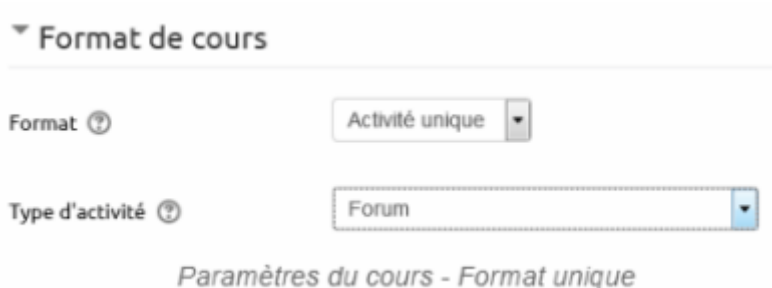 Format de cours
Format
Activité unique
Type d'activité
Forum
Paramètres du cours - Format unique